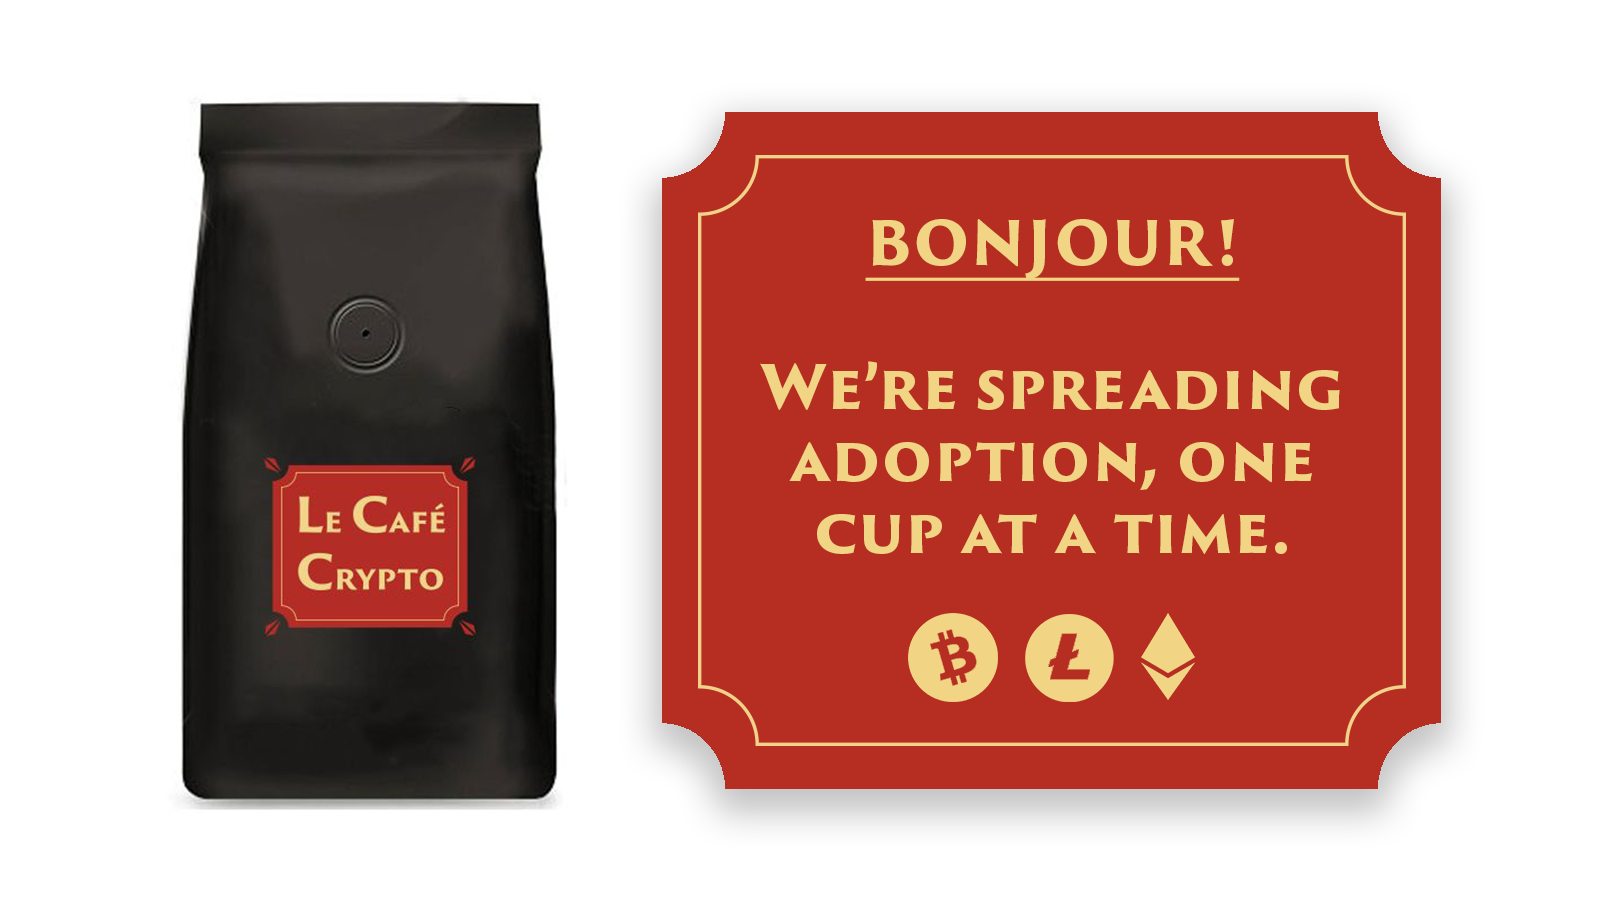 Le Café
Crypto
BONJOUR!
We're spreading
adoption, one
cup at a time.